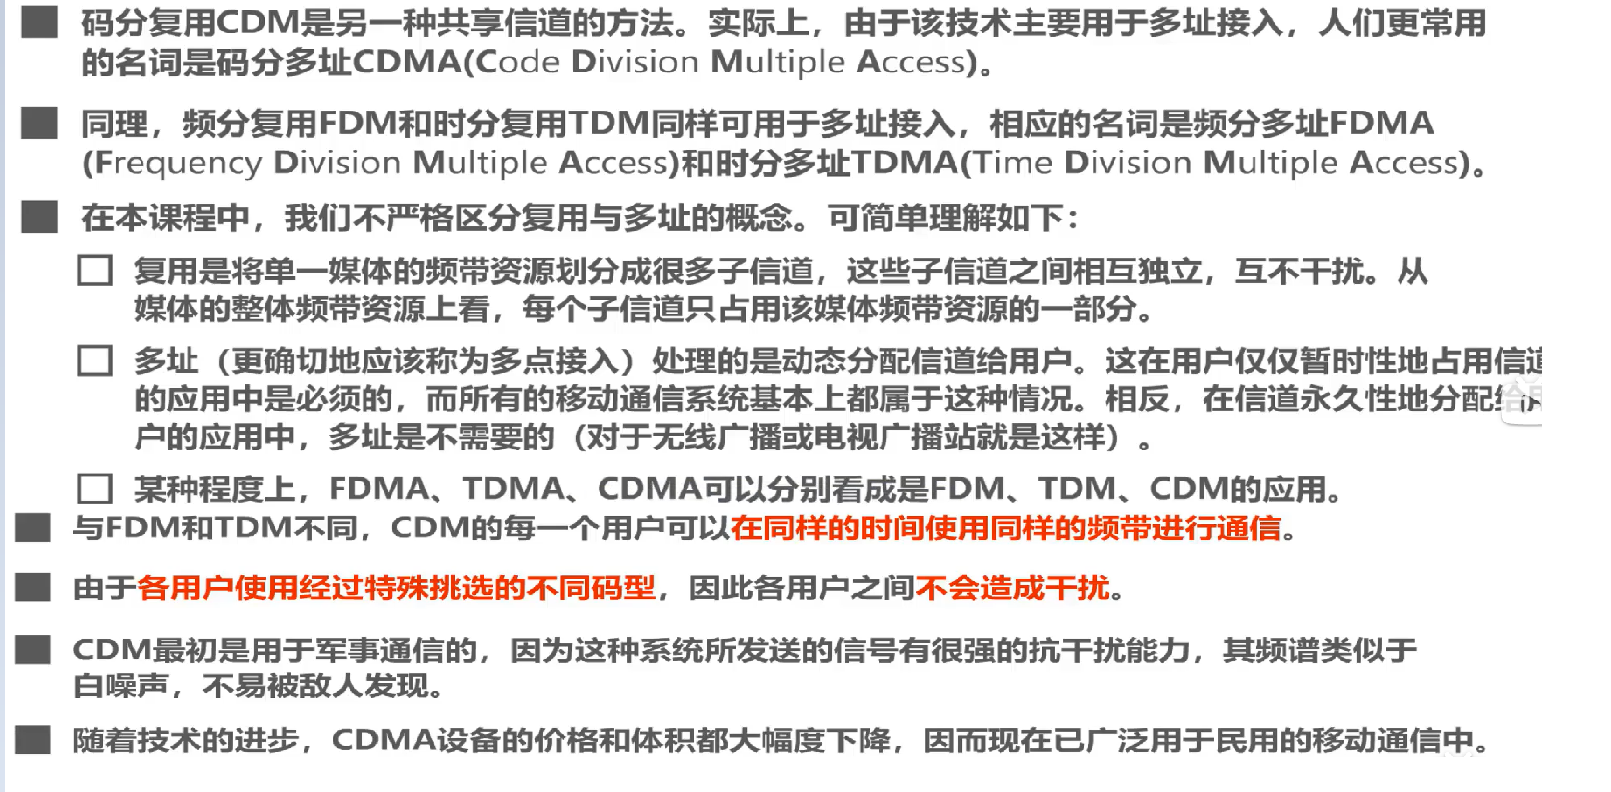 码分复用CDM是另一种共享信道的方法。实际上，由于该技术主要用于多址接入，人们更常用
的名词是码分多址CDMA(Code Division Multiple Access)。
同理，频分复用FDM和时分复用TDM同样可用于多址接入，相应的名词是频分多址FDMA
(Frequency Division Multiple Access)和时分多址TDMA(Time Division Multiple Access)。
在本课程中，我们不严格区分复用与多址的概念。可简单理解如下：
复用是将单一媒体的频带资源划分成很多子信道，这些子信道之间相互独立，互不干扰。从
媒体的整体频带资源上看，每个子信道只占用该媒体频带资源的一部分。
多址（更确切地应该称为多点接入）处理的是动态分配信道给用户。这在用户仅仅暂时性地占用信道
的应用中是必须的，而所有的移动通信系统基本上都属于这种情况。相反，在信道永久性地分配给用
户的应用中，多址是不需要的（对于无线广播或电视广播站就是这样）。
某种程度上，FDMA、TDMA、CDMA可以分别看成是FDM、TDM、CDM的应用。
与FDM和TDM不同，CDM的每一个用户可以在同样的时间使用同样的频带进行通信。
由于各用户使用经过特殊挑选的不同码型，因此各用户之间不会造成干扰。
CDM最初是用于军事通信的，因为这种系统所发送的信号有很强的抗干扰能力，其频谱类似于
白噪声，不易被敌人发现。
随着技术的进步，CDMA设备的价格和体积都大幅度下降，因而现在已广泛用于民用的移动通信中。